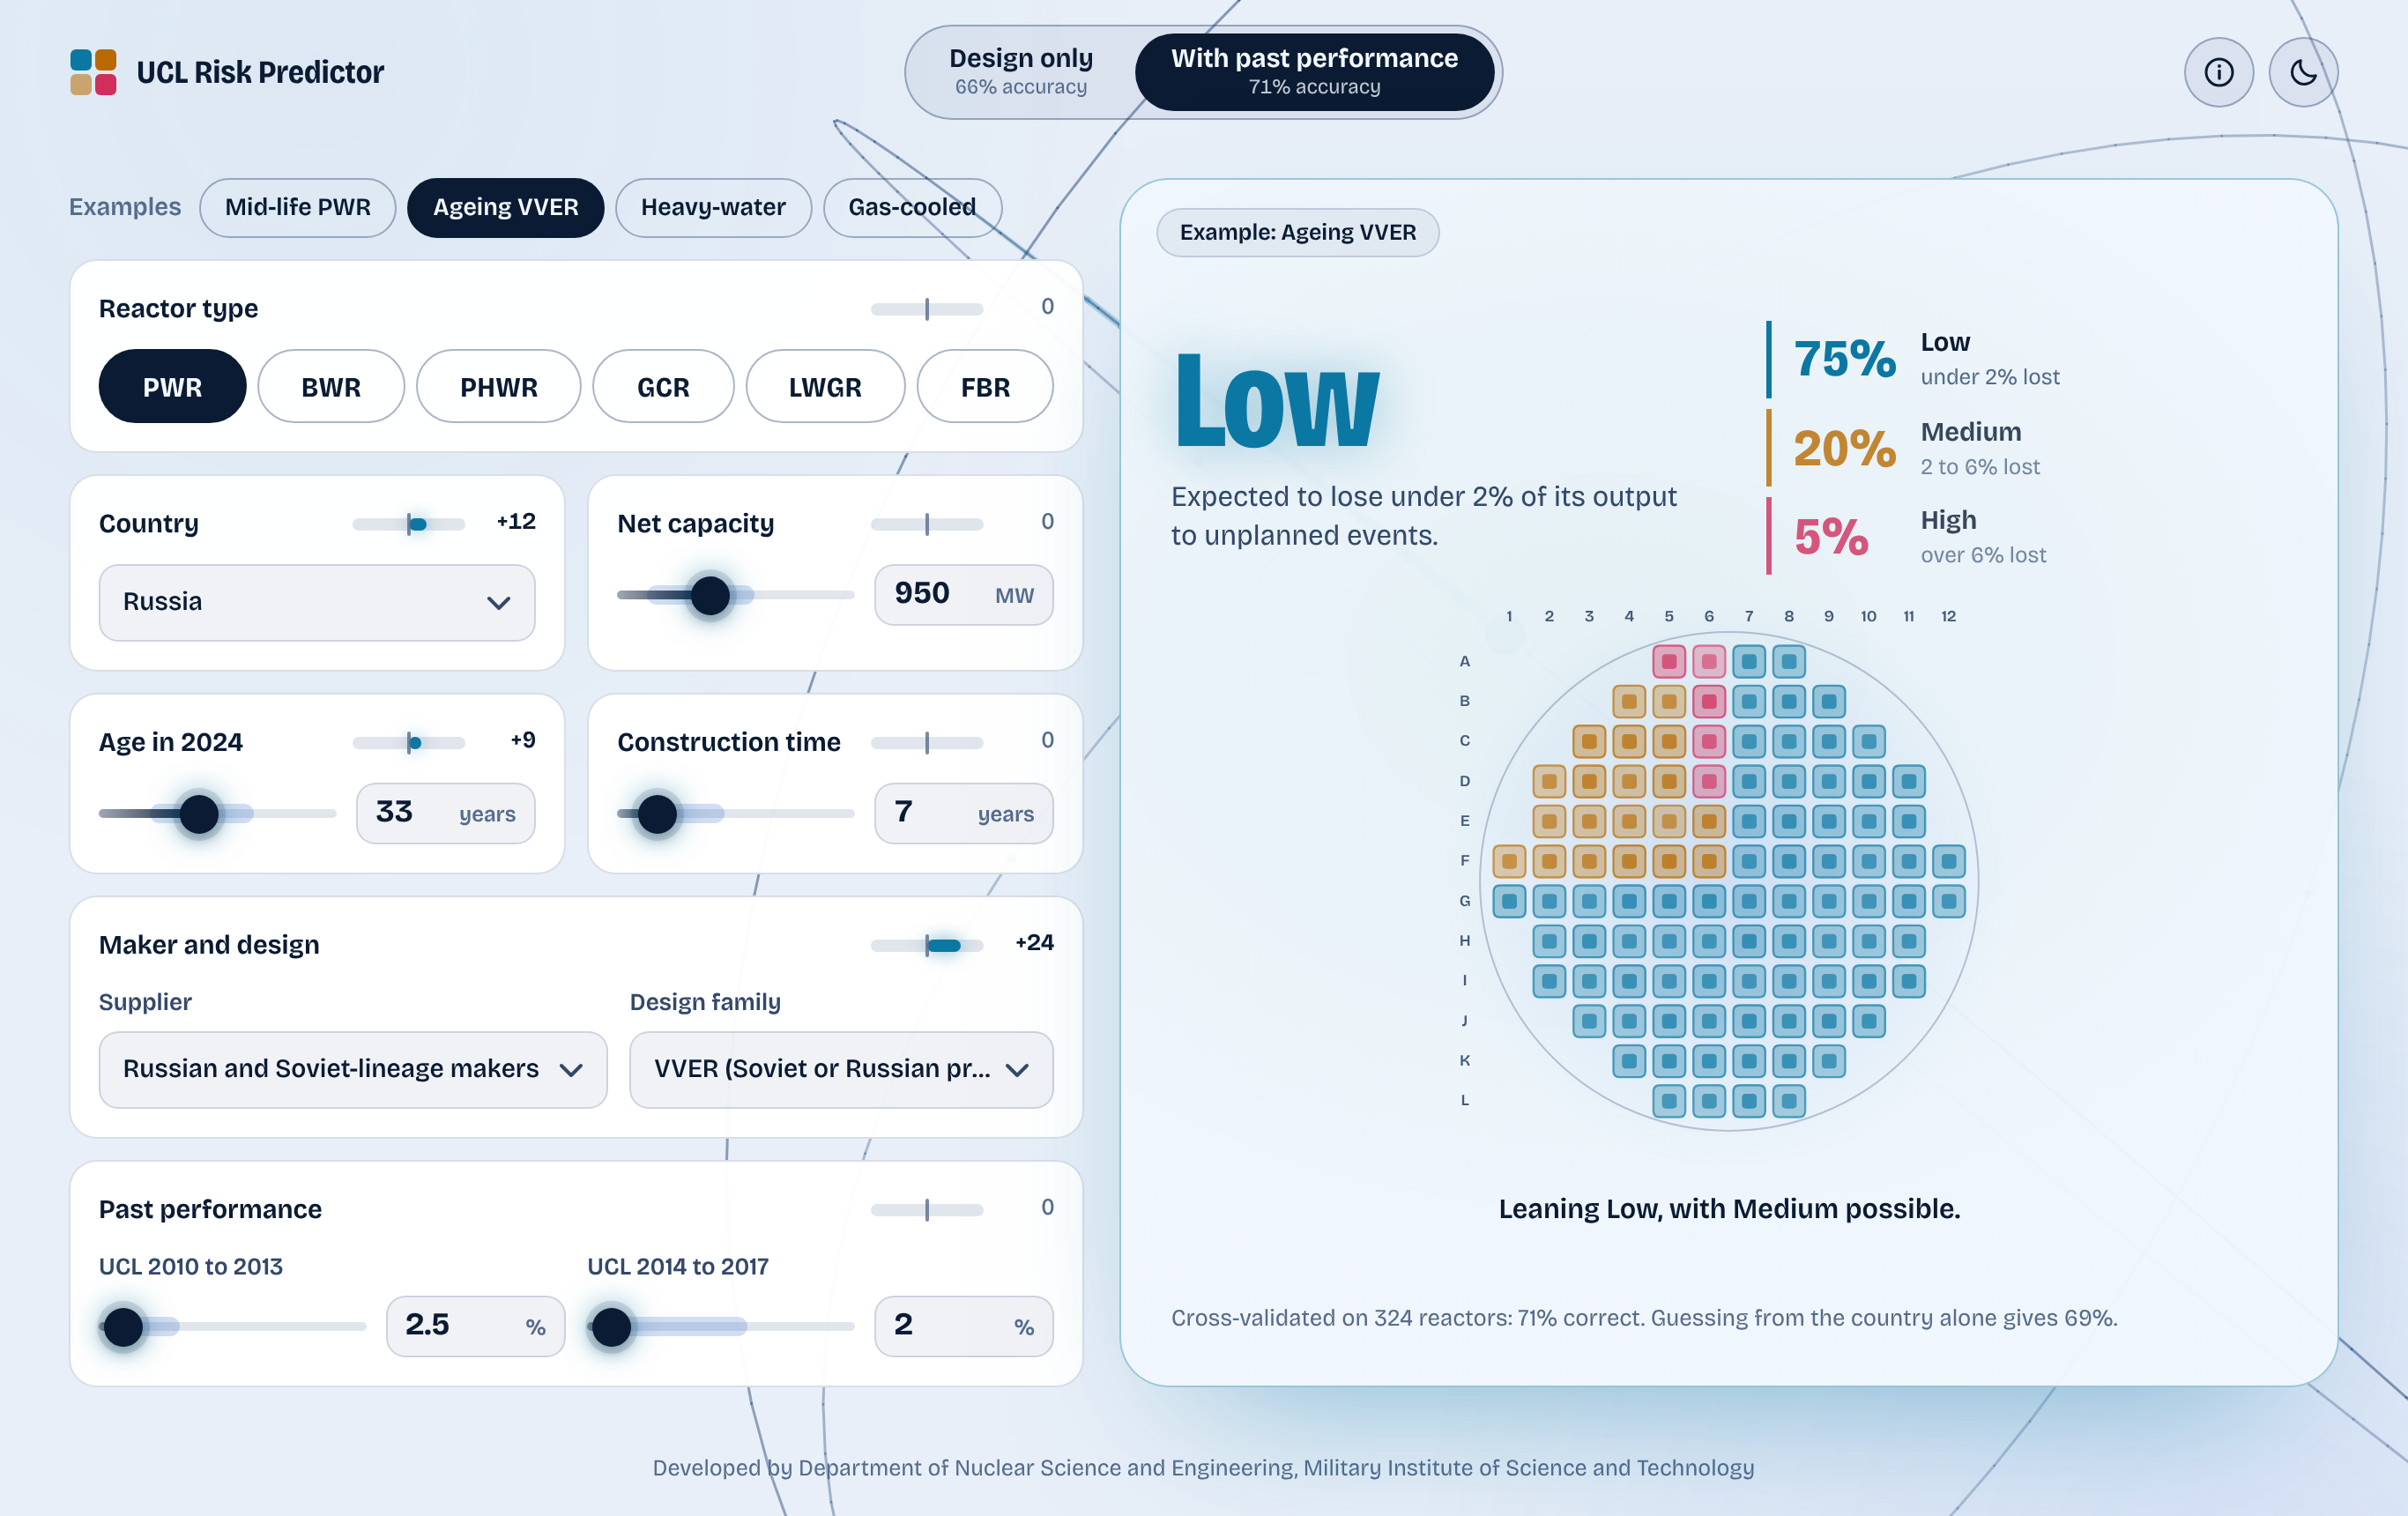 UCL Risk Predictor
Design only
66% accuracy
With past performance
71% accuracy
Examples
Mid-life PWR
Ageing VVER
Heavy-water
Gas-cooled
Reactor type
0
PWR
BWR
PHWR
GCR
LWGR
FBR
Country
+12
Russia
Net capacity
0
950 MW
Age in 2024
+9
33 years
Construction time
0
7 years
Maker and design
+24
Supplier
Russian and Soviet-lineage makers
Design family
VVER (Soviet or Russian pr...
Past performance
0
UCL 2010 to 2013
2.5 %
UCL 2014 to 2017
2 %
Example: Ageing VVER
Low
Expected to lose under 2% of its output
to unplanned events.
75%
Low
under 2% lost
20%
Medium
2 to 6% lost
5%
High
over 6% lost
1 2 3 4 5 6 7 8 9 10 11 12
A
B
C
D
E
F
G
H
I
J
K
L
Leaning Low, with Medium possible.
Cross-validated on 324 reactors: 71% correct. Guessing from the country alone gives 69%.
Developed by Department of Nuclear Science and Engineering, Military Institute of Science and Technology